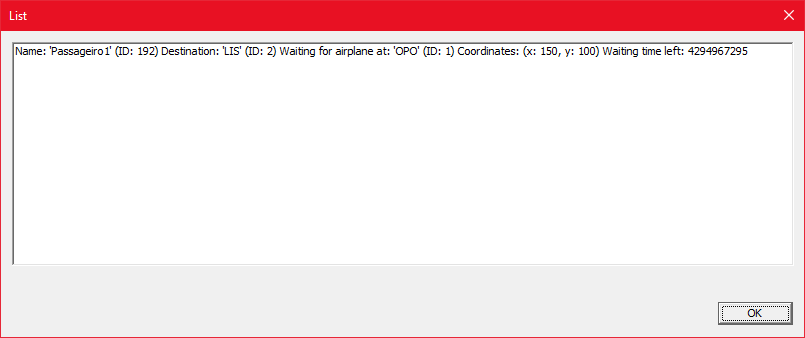 List
Name: 'Passageiro1' (ID: 192) Destination: 'LIS' (ID: 2) Waiting for airplane at: 'OPO' (ID: 1) Coordinates: (x: 150, y: 100) Waiting time left: 4294967295
OK